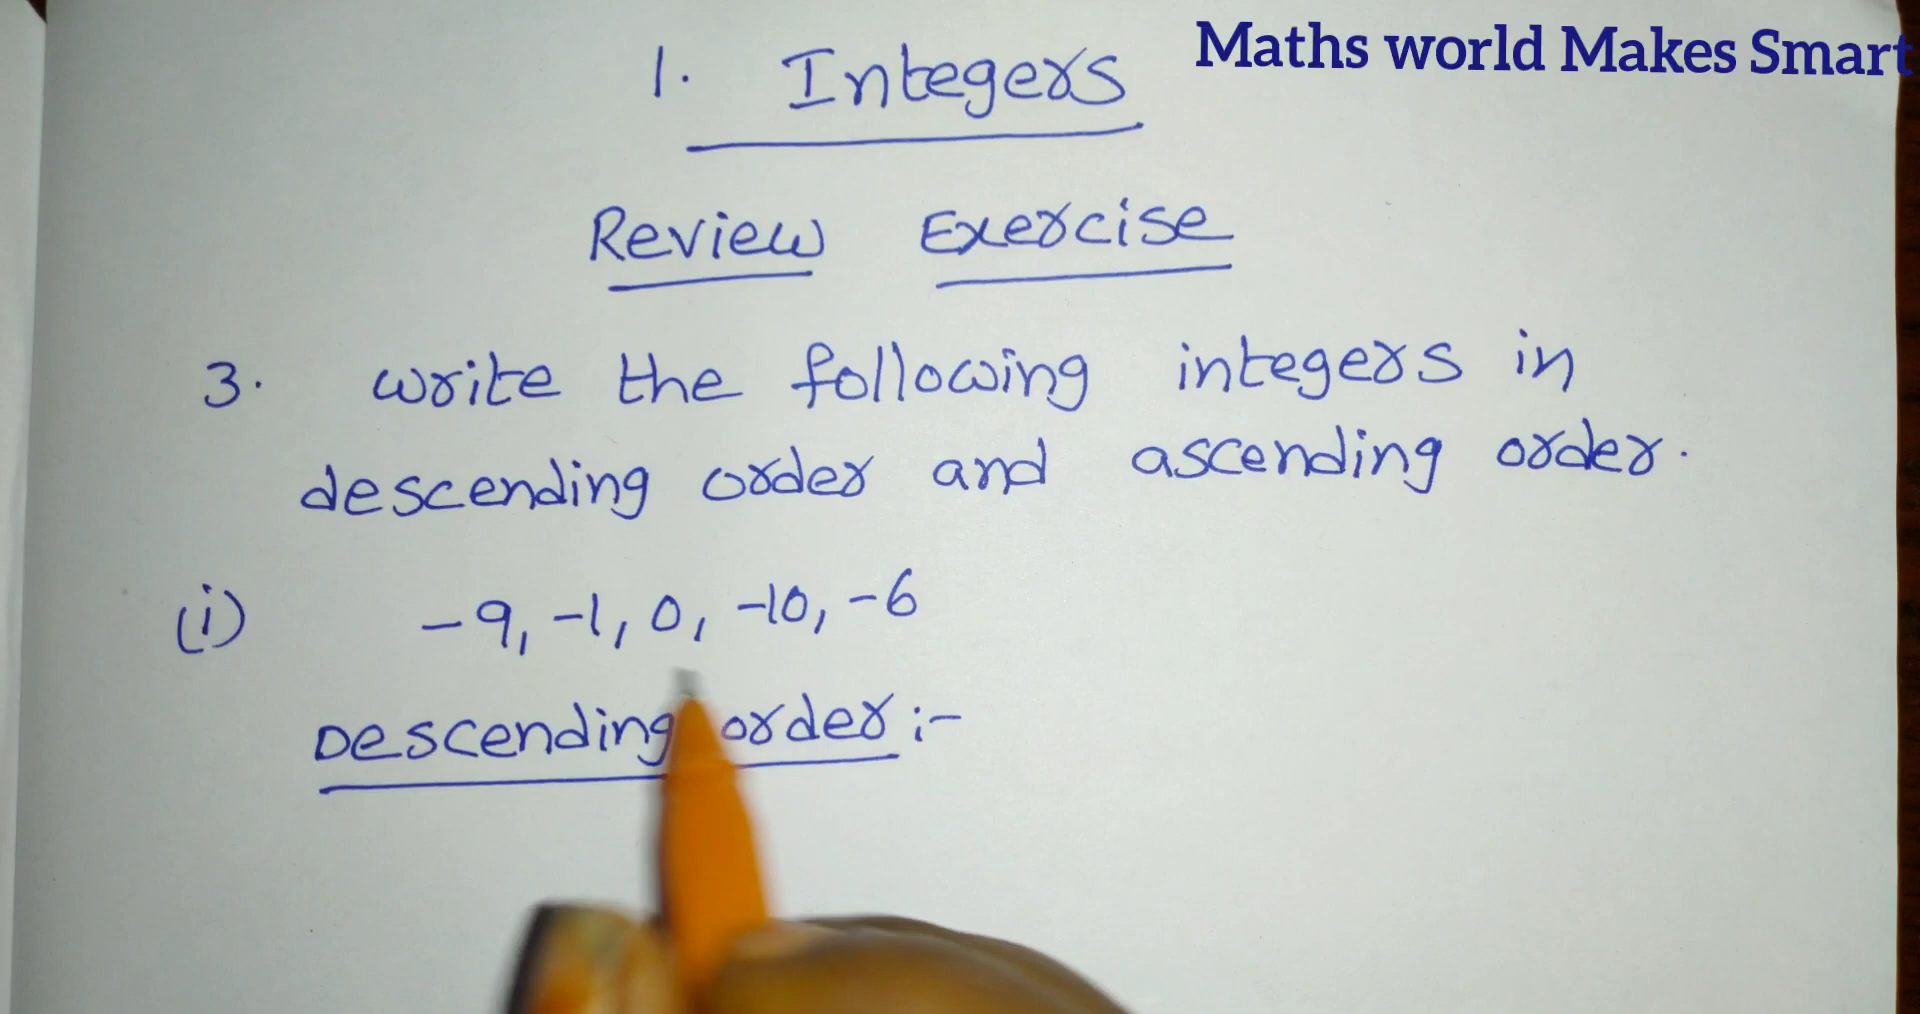 Maths world Makes Smart
1. Integers
Review Exercise
3. write the following integers in
descending order and ascending order.
(i) -9, -1, 0, -10, -6
Descending order :-